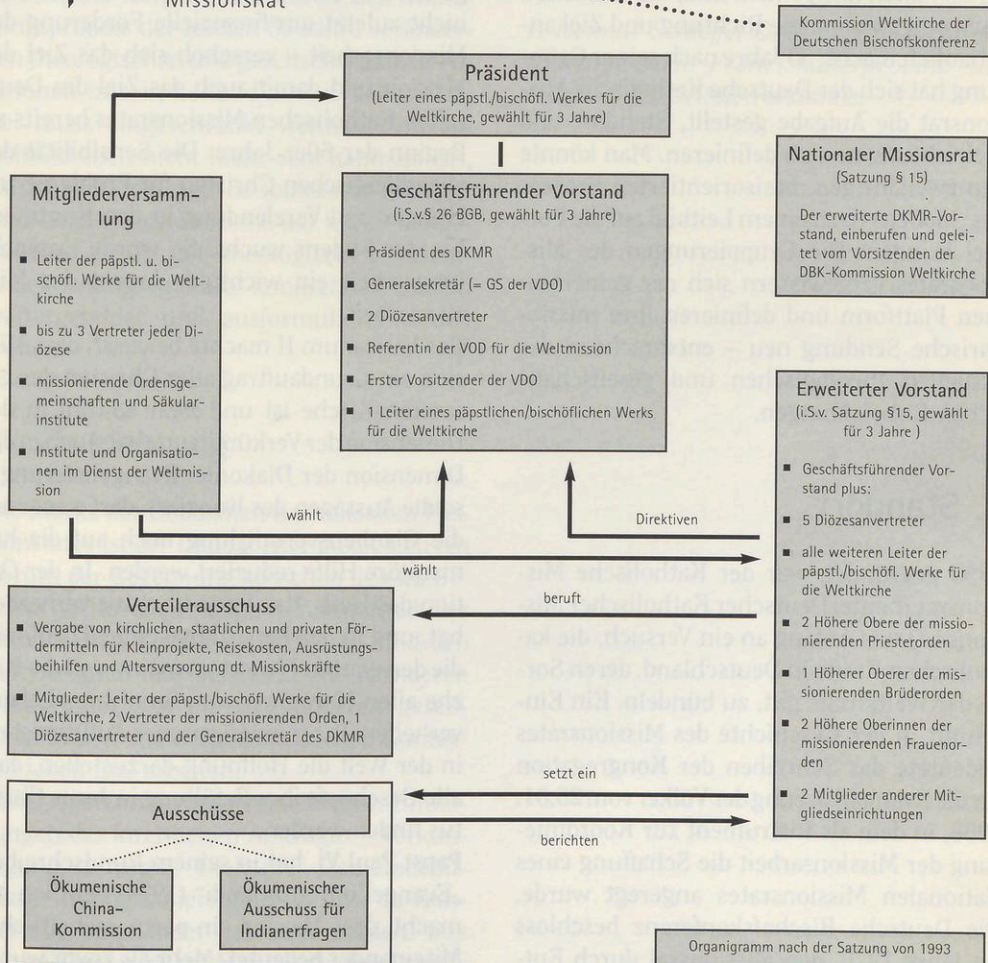 MissionsRat
Kommission Weltkirche der
Deutschen Bischofskonferenz
Präsident
(Leiter eines päpstl./bischöfl. Werkes für die
Weltkirche, gewählt für 3 Jahre)
Mitgliederversamm-
lung
■ Leiter der päpstl. u. bi-
schöfl. Werke für die Welt-
kirche
■ bis zu 3 Vertreter jeder Di-
özese
■ missionierende Ordensge-
meinschaften und Säkular-
institute
■ Institute und Organisatio-
nen im Dienst der Weltmis-
sion
Geschäftsführender Vorstand
(i.S.v.§ 26 BGB, gewählt für 3 Jahre)
■ Präsident des DKMR
■ Generalsekretär (= GS der VDO)
■ 2 Diözesanvertreter
■ Referentin der VOD für die Weltmission
■ Erster Vorsitzender der VDO
■ 1 Leiter eines päpstlichen/bischöflichen Werks
für die Weltkirche
Nationaler Missionsrat
(Satzung § 15)
Der erweiterte DKMR-Vor-
stand, einberufen und gelei-
tet vom Vorsitzenden der
DBK-Kommission Weltkirche
Erweiterter Vorstand
(i.S.v. Satzung §15, gewählt
für 3 Jahre )
■ Geschäftsführender Vor-
stand plus:
■ 5 Diözesanvertreter
■ alle weiteren Leiter der
päpstl./bischöfl. Werke für
die Weltkirche
■ 2 Höhere Obere der missio-
nierenden Priesterorden
■ 1 Höherer Oberer der mis-
sionierenden Brüderorden
■ 2 Höhere Oberinnen der
missionierenden Frauenor-
den
■ 2 Mitglieder anderer Mit-
gliedseinrichtungen
wählt
Direktiven
wählt
beruft
Verteilerausschuss
■ Vergabe von kirchlichen, staatlichen und privaten För-
dermitteln für Kleinprojekte, Reisekosten, Ausrüstungs-
beihilfen und Altersversorgung dt. Missionskräfte
■ Mitglieder: Leiter der päpstl./bischöfl. Werke für die
Weltkirche, 2 Vertreter der missionierenden Orden, 1
Diözesanvertreter und der Generalsekretär des DKMR
setzt ein
berichten
Ausschüsse
Ökumenische
China-
Kommission
Ökumenischer
Ausschuss für
Indianerfragen
Organigramm nach der Satzung von 1993